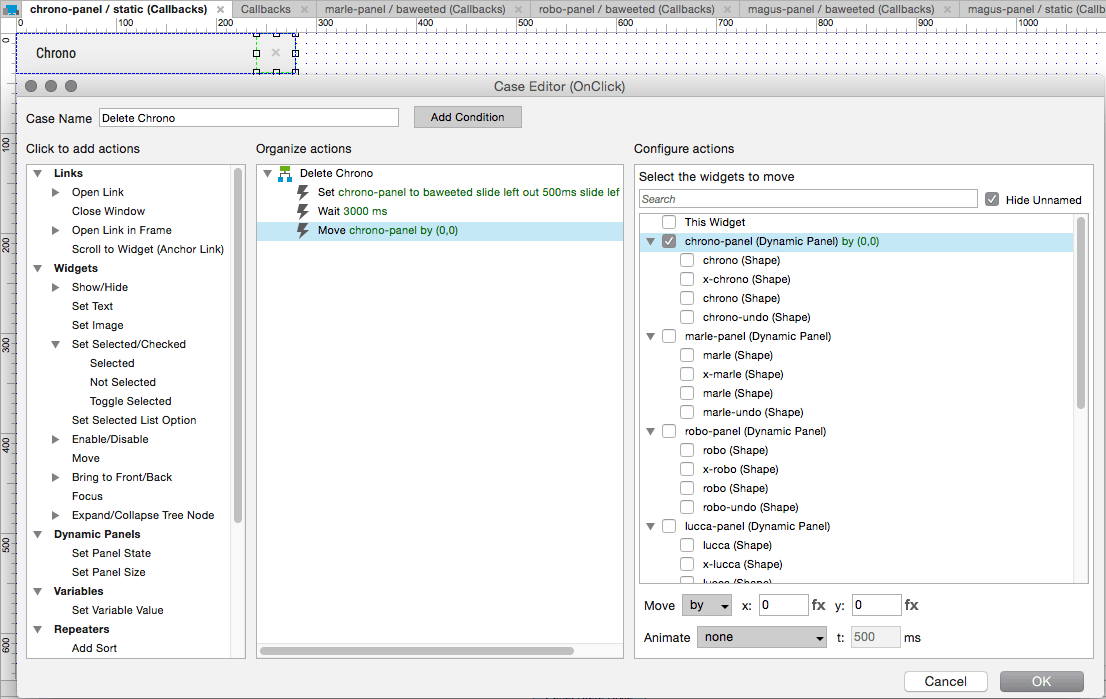 chrono-panel / static (Callbacks) × Callbacks × marle-panel / baweeted (Callbacks) × robo-panel / baweeted (Callbacks) × magus-panel / baweeted (Callbacks) × magus-panel / static (Callb
0 100 200 300 400 500 600 700 800 900 1000
0
Chrono ×
Case Editor (OnClick)
Case Name Delete Chrono Add Condition
Click to add actions
Links
Open Link
Close Window
Open Link in Frame
Scroll to Widget (Anchor Link)
Widgets
Show/Hide
Set Text
Set Image
Set Selected/Checked
Selected
Not Selected
Toggle Selected
Set Selected List Option
Enable/Disable
Move
Bring to Front/Back
Focus
Expand/Collapse Tree Node
Dynamic Panels
Set Panel State
Set Panel Size
Variables
Set Variable Value
Repeaters
Add Sort
Organize actions
Delete Chrono
Set chrono-panel to baweeted slide left out 500ms slide lef
Wait 3000 ms
Move chrono-panel by (0,0)
Configure actions
Select the widgets to move
Search Hide Unnamed
This Widget
chrono-panel (Dynamic Panel) by (0,0)
chrono (Shape)
x-chrono (Shape)
chrono (Shape)
chrono-undo (Shape)
marle-panel (Dynamic Panel)
marle (Shape)
x-marle (Shape)
marle (Shape)
marle-undo (Shape)
robo-panel (Dynamic Panel)
robo (Shape)
x-robo (Shape)
robo (Shape)
robo-undo (Shape)
lucca-panel (Dynamic Panel)
lucca (Shape)
x-lucca (Shape)
lucca (Shape)
Move by x: 0 fx y: 0 fx
Animate none t: 500 ms
Cancel OK
100
200
300
400
500
600